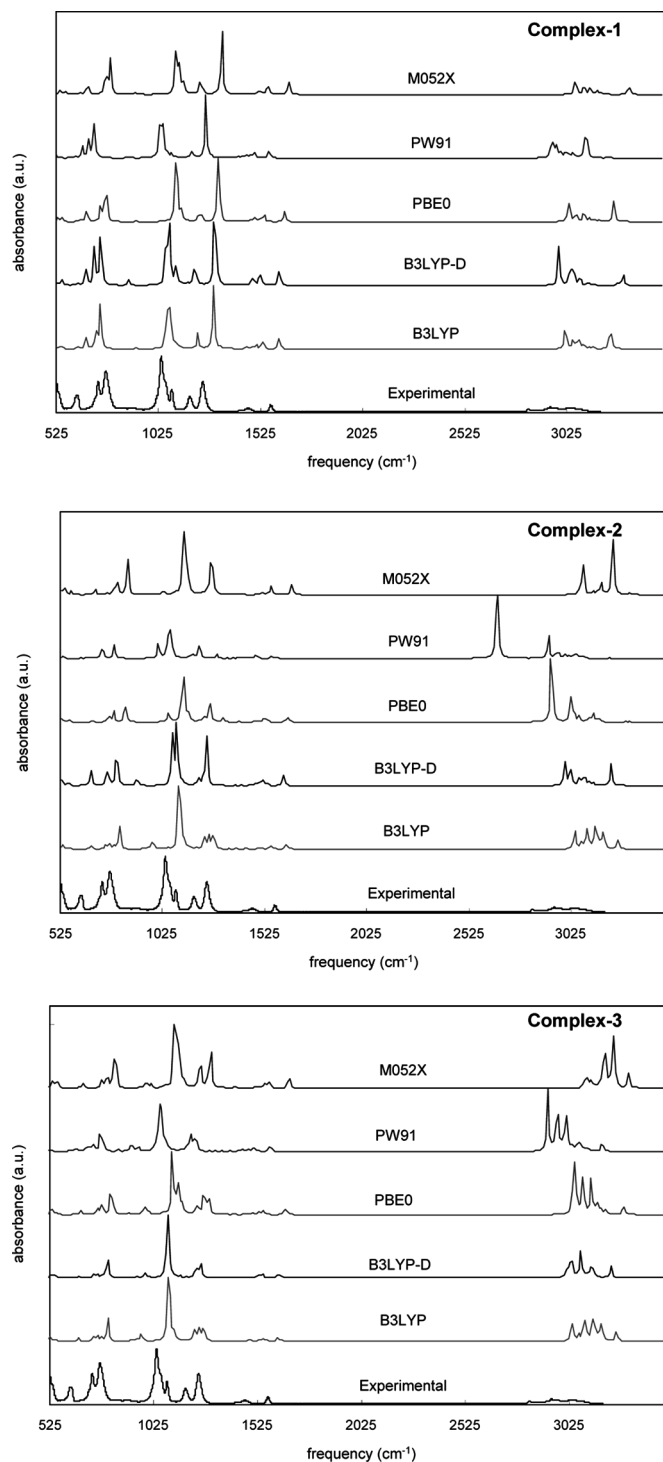 Complex-1
M052X
PW91
PBE0
B3LYP-D
B3LYP
Experimental
absorbance (a.u.)
525 1025 1525 2025 2525 3025
frequency (cm⁻¹)
Complex-2
M052X
PW91
PBE0
B3LYP-D
B3LYP
Experimental
absorbance (a.u.)
525 1025 1525 2025 2525 3025
frequency (cm⁻¹)
Complex-3
M052X
PW91
PBE0
B3LYP-D
B3LYP
Experimental
absorbance (a.u.)
525 1025 1525 2025 2525 3025
frequency (cm⁻¹)